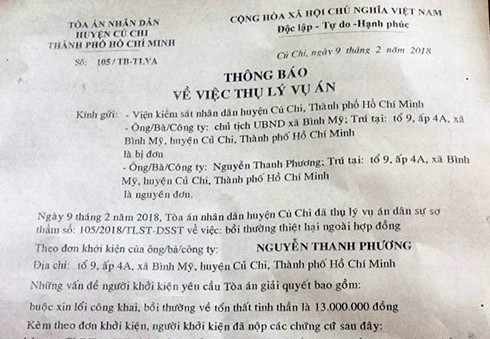 TÒA ÁN NHÂN DÂN
HUYỆN CỦ CHI
THÀNH PHỐ HỒ CHÍ MINH
Số: 105/TB-TLVA
CỘNG HÒA XÃ HỘI CHỦ NGHĨA VIỆT NAM
Độc lập - Tự do -Hạnh phúc
Củ Chi, ngày 9 tháng 2 năm 2018
THÔNG BÁO
VỀ VIỆC THỤ LÝ VỤ ÁN
Kính gửi: - Viện kiểm sát nhân dân huyện Củ Chi, Thành phố Hồ Chí Minh
- Ông/Bà/Công ty: chủ tịch UBND xã Bình Mỹ; Trú tại: tổ 9, ấp 4A, xã
Bình Mỹ, huyện Củ Chi, Thành phố Hồ Chí Minh
là bị đơn
- Ông/Bà/Công ty: Nguyễn Thanh Phương; Trú tại: tổ 9, ấp 4A, xã Bình
Mỹ, huyện Củ Chi, Thành phố Hồ Chí Minh
là nguyên đơn.
Ngày 9 tháng 2 năm 2018, Tòa án nhân dân huyện Củ Chi đã thụ lý vụ án dân sự sơ
thẩm số: 105/2018/TLST-DSST về việc: bồi thường thiệt hại ngoài hợp đồng
Theo đơn khởi kiện của ông/bà/công ty: NGUYỄN THANH PHƯƠNG
Địa chỉ: tổ 9, ấp 4A, xã Bình Mỹ, huyện Củ Chi, Thành phố Hồ Chí Minh
Những vấn đề người khởi kiện yêu cầu Tòa án giải quyết bao gồm:
buộc xin lổi công khai, bồi thường về tổn thất tinh thần là 13.000.000 đồng
Kèm theo đơn khởi kiện, người khởi kiện đã nộp các chứng cứ sau đây: